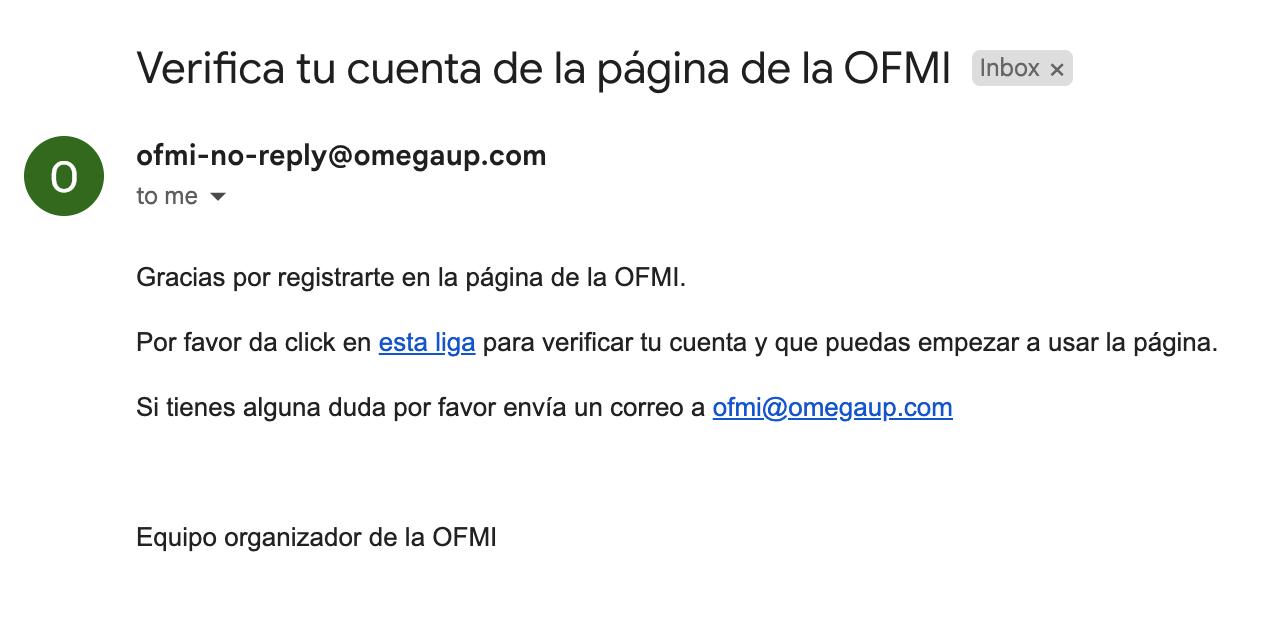 Verifica tu cuenta de la página de la OFMI Inbox ×
O
ofmi-no-reply@omegaup.com
to me
Gracias por registrarte en la página de la OFMI.
Por favor da click en esta liga para verificar tu cuenta y que puedas empezar a usar la página.
Si tienes alguna duda por favor envía un correo a ofmi@omegaup.com
Equipo organizador de la OFMI